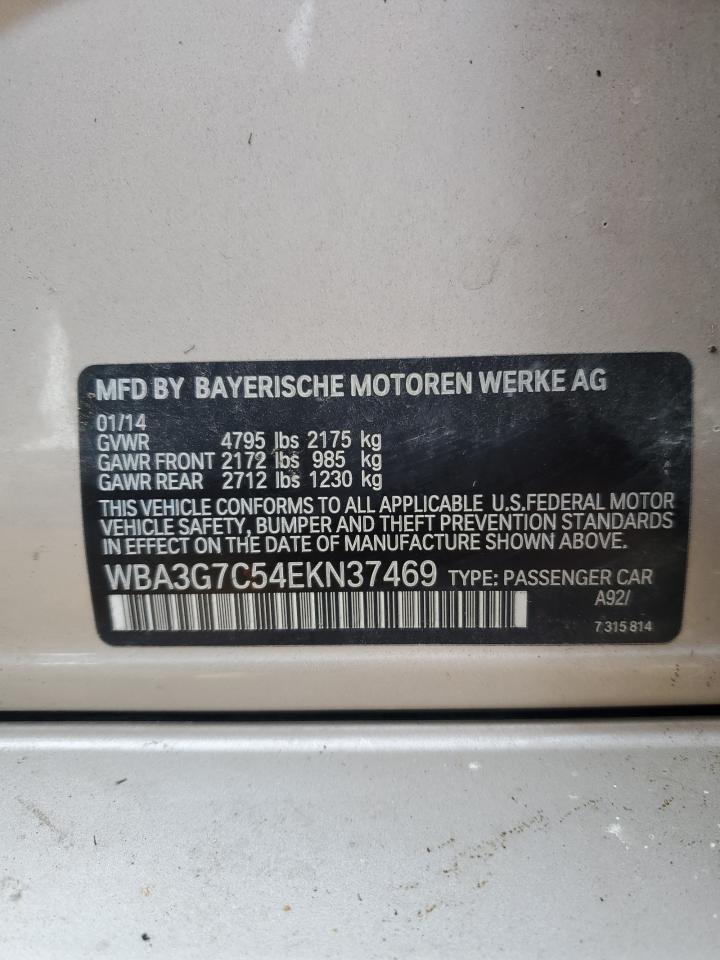 MFD BY BAYERISCHE MOTOREN WERKE AG
01/14
GVWR 4795 lbs 2175 kg
GAWR FRONT 2172 lbs 985 kg
GAWR REAR 2712 lbs 1230 kg
THIS VEHICLE CONFORMS TO ALL APPLICABLE U.S.FEDERAL MOTOR
VEHICLE SAFETY, BUMPER AND THEFT PREVENTION STANDARDS
IN EFFECT ON THE DATE OF MANUFACTURE SHOWN ABOVE.
WBA3G7C54EKN37469 TYPE: PASSENGER CAR
A92/
7 315 814